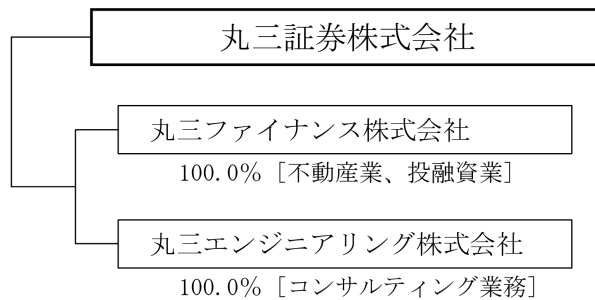 丸三証券株式会社
丸三ファイナンス株式会社
100.0% [不動産業、投融資業]
丸三エンジニアリング株式会社
100.0% [コンサルティング業務]